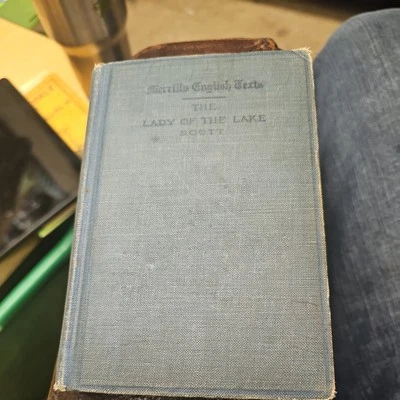 Merrill's English Texts
THE
LADY OF THE LAKE
SCOTT